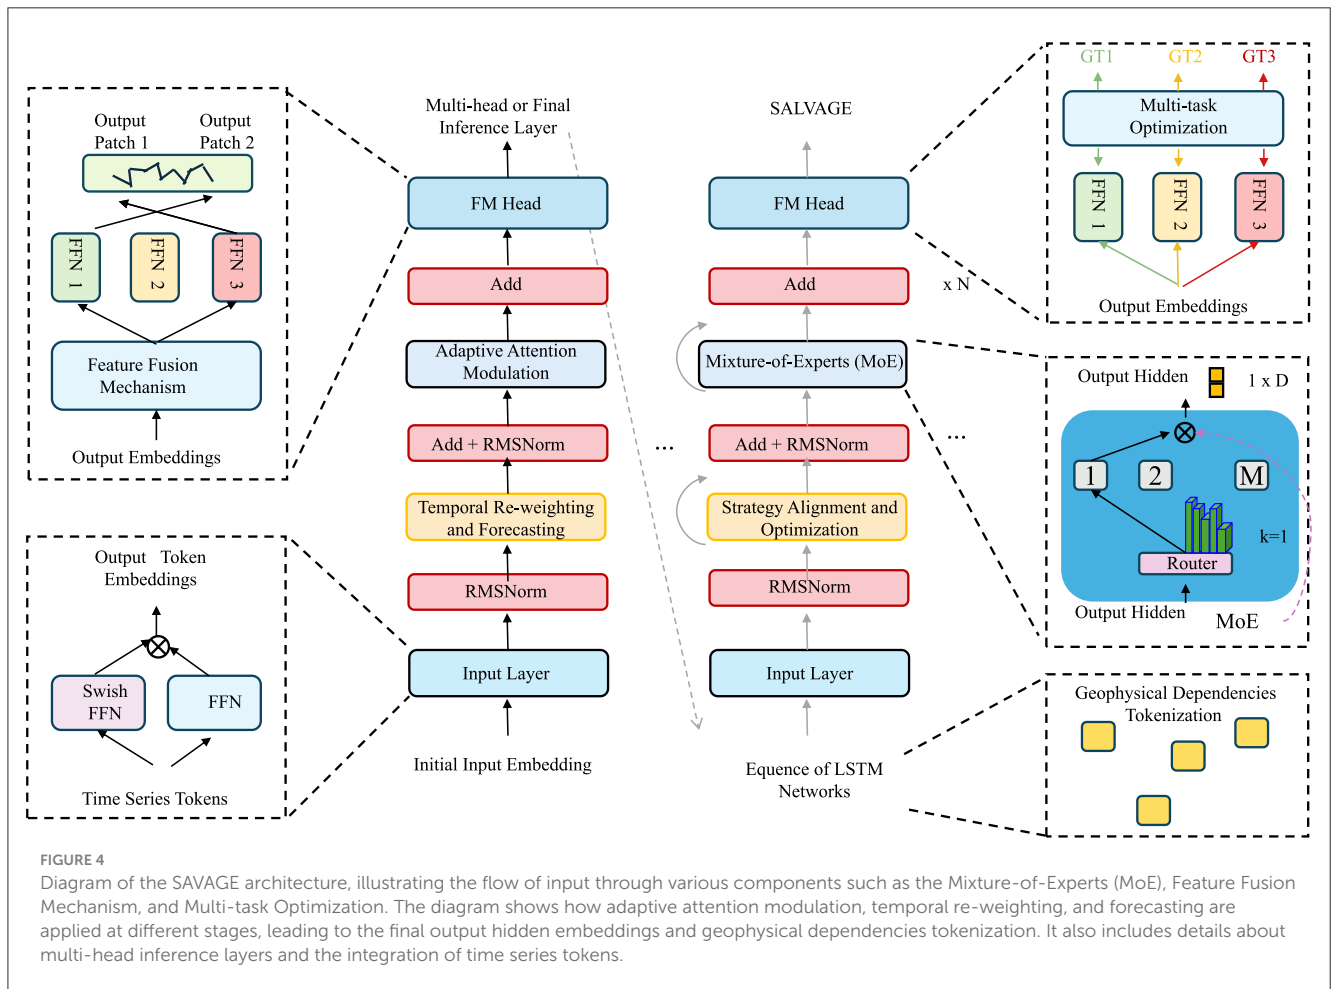 Output Output
Patch 1 Patch 2
FFN 1
FFN 2
FFN 3
Feature Fusion
Mechanism
Output Embeddings
Output Token
Embeddings
Swish
FFN
FFN
Time Series Tokens
Multi-head or Final
Inference Layer
FM Head
Add
Adaptive Attention
Modulation
Add + RMSNorm
Temporal Re-weighting
and Forecasting
RMSNorm
Input Layer
Initial Input Embedding
...
SALVAGE
FM Head
Add
x N
Mixture-of-Experts (MoE)
Add + RMSNorm
...
Strategy Alignment and
Optimization
RMSNorm
Input Layer
Equence of LSTM
Networks
GT1 GT2 GT3
Multi-task
Optimization
FFN 1
FFN 2
FFN 3
Output Embeddings
Output Hidden
1 x D
1 2 M
k=1
Router
Output Hidden
MoE
Geophysical Dependencies
Tokenization
FIGURE 4
Diagram of the SAVAGE architecture, illustrating the flow of input through various components such as the Mixture-of-Experts (MoE), Feature Fusion
Mechanism, and Multi-task Optimization. The diagram shows how adaptive attention modulation, temporal re-weighting, and forecasting are
applied at different stages, leading to the final output hidden embeddings and geophysical dependencies tokenization. It also includes details about
multi-head inference layers and the integration of time series tokens.